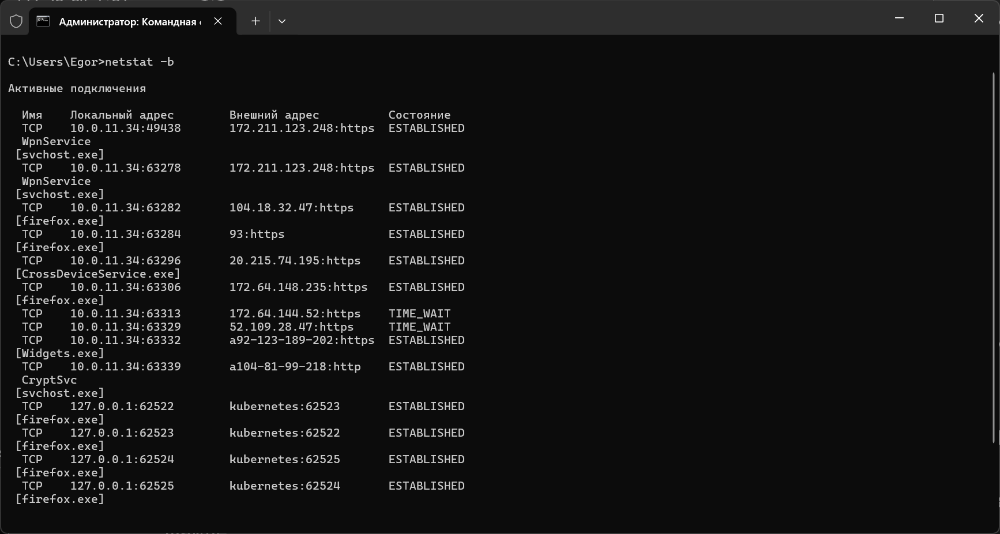 Администратор: Командная
C:\Users\Egor>netstat -b
Активные подключения
Имя Локальный адрес Внешний адрес Состояние
TCP 10.0.11.34:49438 172.211.123.248:https ESTABLISHED
WpnService
[svchost.exe]
TCP 10.0.11.34:63278 172.211.123.248:https ESTABLISHED
WpnService
[svchost.exe]
TCP 10.0.11.34:63282 104.18.32.47:https ESTABLISHED
[firefox.exe]
TCP 10.0.11.34:63284 93:https ESTABLISHED
[firefox.exe]
TCP 10.0.11.34:63296 20.215.74.195:https ESTABLISHED
[CrossDeviceService.exe]
TCP 10.0.11.34:63306 172.64.148.235:https ESTABLISHED
[firefox.exe]
TCP 10.0.11.34:63313 172.64.144.52:https TIME_WAIT
TCP 10.0.11.34:63329 52.109.28.47:https TIME_WAIT
TCP 10.0.11.34:63332 a92-123-189-202:https ESTABLISHED
[Widgets.exe]
TCP 10.0.11.34:63339 a104-81-99-218:http ESTABLISHED
CryptSvc
[svchost.exe]
TCP 127.0.0.1:62522 kubernetes:62523 ESTABLISHED
[firefox.exe]
TCP 127.0.0.1:62523 kubernetes:62522 ESTABLISHED
[firefox.exe]
TCP 127.0.0.1:62524 kubernetes:62525 ESTABLISHED
[firefox.exe]
TCP 127.0.0.1:62525 kubernetes:62524 ESTABLISHED
[firefox.exe]